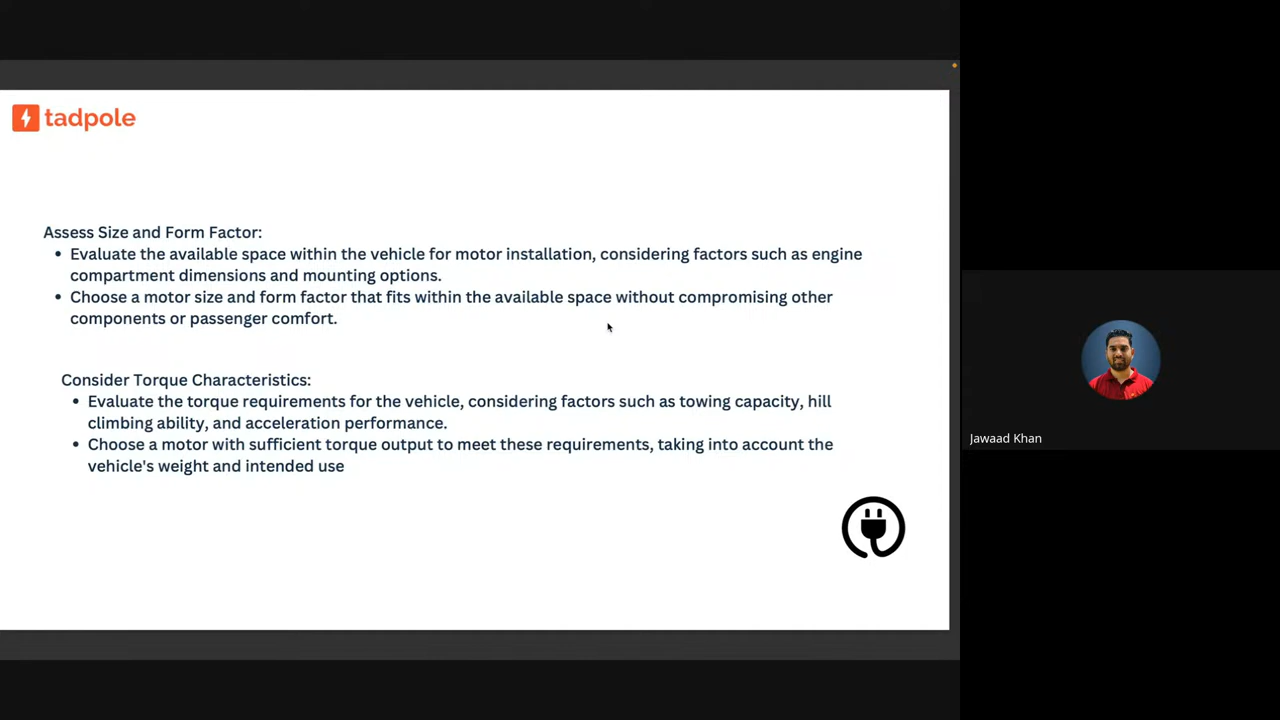 tadpole
Assess Size and Form Factor:
• Evaluate the available space within the vehicle for motor installation, considering factors such as engine
compartment dimensions and mounting options.
• Choose a motor size and form factor that fits within the available space without compromising other
components or passenger comfort.
Consider Torque Characteristics:
• Evaluate the torque requirements for the vehicle, considering factors such as towing capacity, hill
climbing ability, and acceleration performance.
• Choose a motor with sufficient torque output to meet these requirements, taking into account the
vehicle's weight and intended use
Jawaad Khan